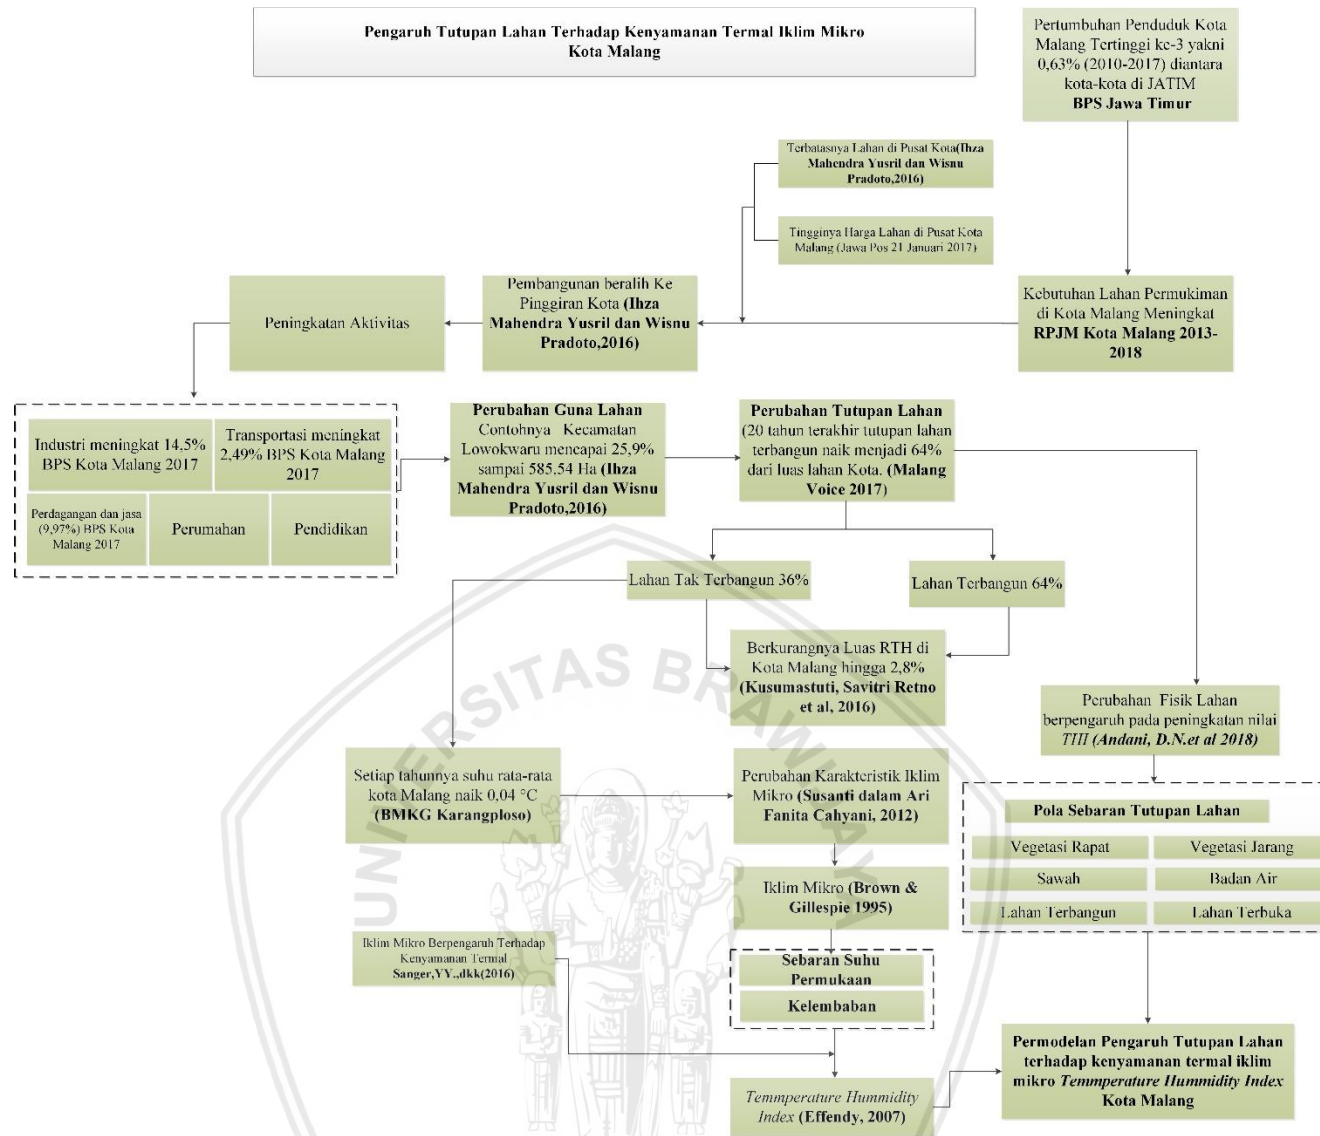 Pengaruh Tutupan Lahan Terhadap Kenyamanan Termal Iklim Mikro
Kota Malang
Pertumbuhan Penduduk Kota
Malang Tertinggi ke-3 yakni
0,63% (2010-2017) diantara
kota-kota di JATIM
BPS Jawa Timur
Terbatasnya Lahan di Pusat Kota(Ihza
Mahendra Yusril dan Wisnu
Pradoto,2016)
Tingginya Harga Lahan di Pusat Kota
Malang (Jawa Pos 21 Januari 2017)
Kebutuhan Lahan Permukiman
di Kota Malang Meningkat
RPJM Kota Malang 2013-
2018
Pembangunan beralih Ke
Pinggiran Kota (Ihza
Mahendra Yusril dan Wisnu
Pradoto,2016)
Peningkatan Aktivitas
Industri meningkat 14,5%
BPS Kota Malang 2017
Transportasi meningkat
2,49% BPS Kota Malang
2017
Perdagangan dan jasa
(9,97%) BPS Kota
Malang 2017
Perumahan
Pendidikan
Perubahan Guna Lahan
Contohnya Kecamatan
Lowokwaru mencapai 25,9%
sampai 585.54 Ha (Ihza
Mahendra Yusril dan Wisnu
Pradoto,2016)
Perubahan Tutupan Lahan
(20 tahun terakhir tutupan lahan
terbangun naik menjadi 64%
dari luas lahan Kota. (Malang
Voice 2017)
Lahan Tak Terbangun 36%
Lahan Terbangun 64%
Berkurangnya Luas RTH di
Kota Malang hingga 2,8%
(Kusumastuti, Savitri Retno
et al, 2016)
Perubahan Fisik Lahan
berpengaruh pada peningkatan nilai
THI (Andani, D.N.et al 2018)
Setiap tahunnya suhu rata-rata
kota Malang naik 0,04 °C
(BMKG Karangploso)
Perubahan Karakteristik Iklim
Mikro (Susanti dalam Ari
Fanita Cahyani, 2012)
Pola Sebaran Tutupan Lahan
Vegetasi Rapat
Vegetasi Jarang
Sawah
Badan Air
Lahan Terbangun
Lahan Terbuka
Iklim Mikro (Brown &
Gillespie 1995)
Iklim Mikro Berpengaruh Terhadap
Kenyamanan Termal
Sanger,YY.,dkk(2016)
Sebaran Suhu
Permukaan
Kelembaban
Temmperature Hummidity
Index (Effendy, 2007)
Permodelan Pengaruh Tutupan Lahan
terhadap kenyamanan termal iklim
mikro Temmperature Hummidity Index
Kota Malang
UNIVERSITAS BRAWIJAYA